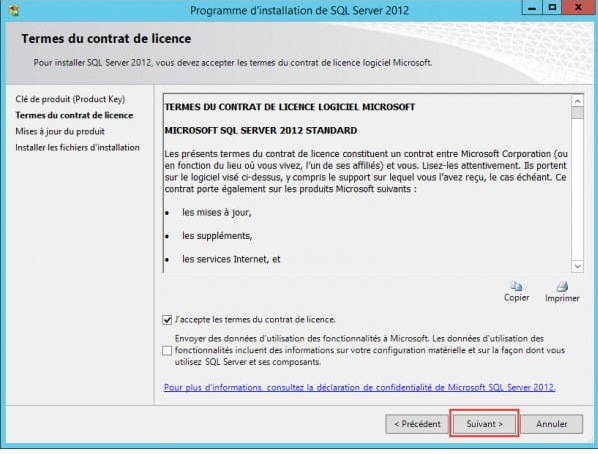 Programme d'installation de SQL Server 2012
Termes du contrat de licence
Pour installer SQL Server 2012, vous devez accepter les termes du contrat de licence logiciel Microsoft.
Clé de produit (Product Key)
Termes du contrat de licence
Mises à jour du produit
Installer les fichiers d'installation
TERMES DU CONTRAT DE LICENCE LOGICIEL MICROSOFT
MICROSOFT SQL SERVER 2012 STANDARD
Les présents termes du contrat de licence constituent un contrat entre Microsoft Corporation (ou
en fonction du lieu où vous vivez, l'un de ses affiliés) et vous. Lisez-les attentivement. Ils portent
sur le logiciel visé ci-dessus, y compris le support sur lequel vous l'avez reçu, le cas échéant. Ce
contrat porte également sur les produits Microsoft suivants :
• les mises à jour,
• les suppléments,
• les services Internet, et
Copier
Imprimer
J'accepte les termes du contrat de licence.
Envoyer des données d'utilisation des fonctionnalités à Microsoft. Les données d'utilisation des
fonctionnalités incluent des informations sur votre configuration matérielle et sur la façon dont vous
utilisez SQL Server et ses composants.
Pour plus d'informations, consultez la déclaration de confidentialité de Microsoft SQL Server 2012.
< Précédent
Suivant >
Annuler